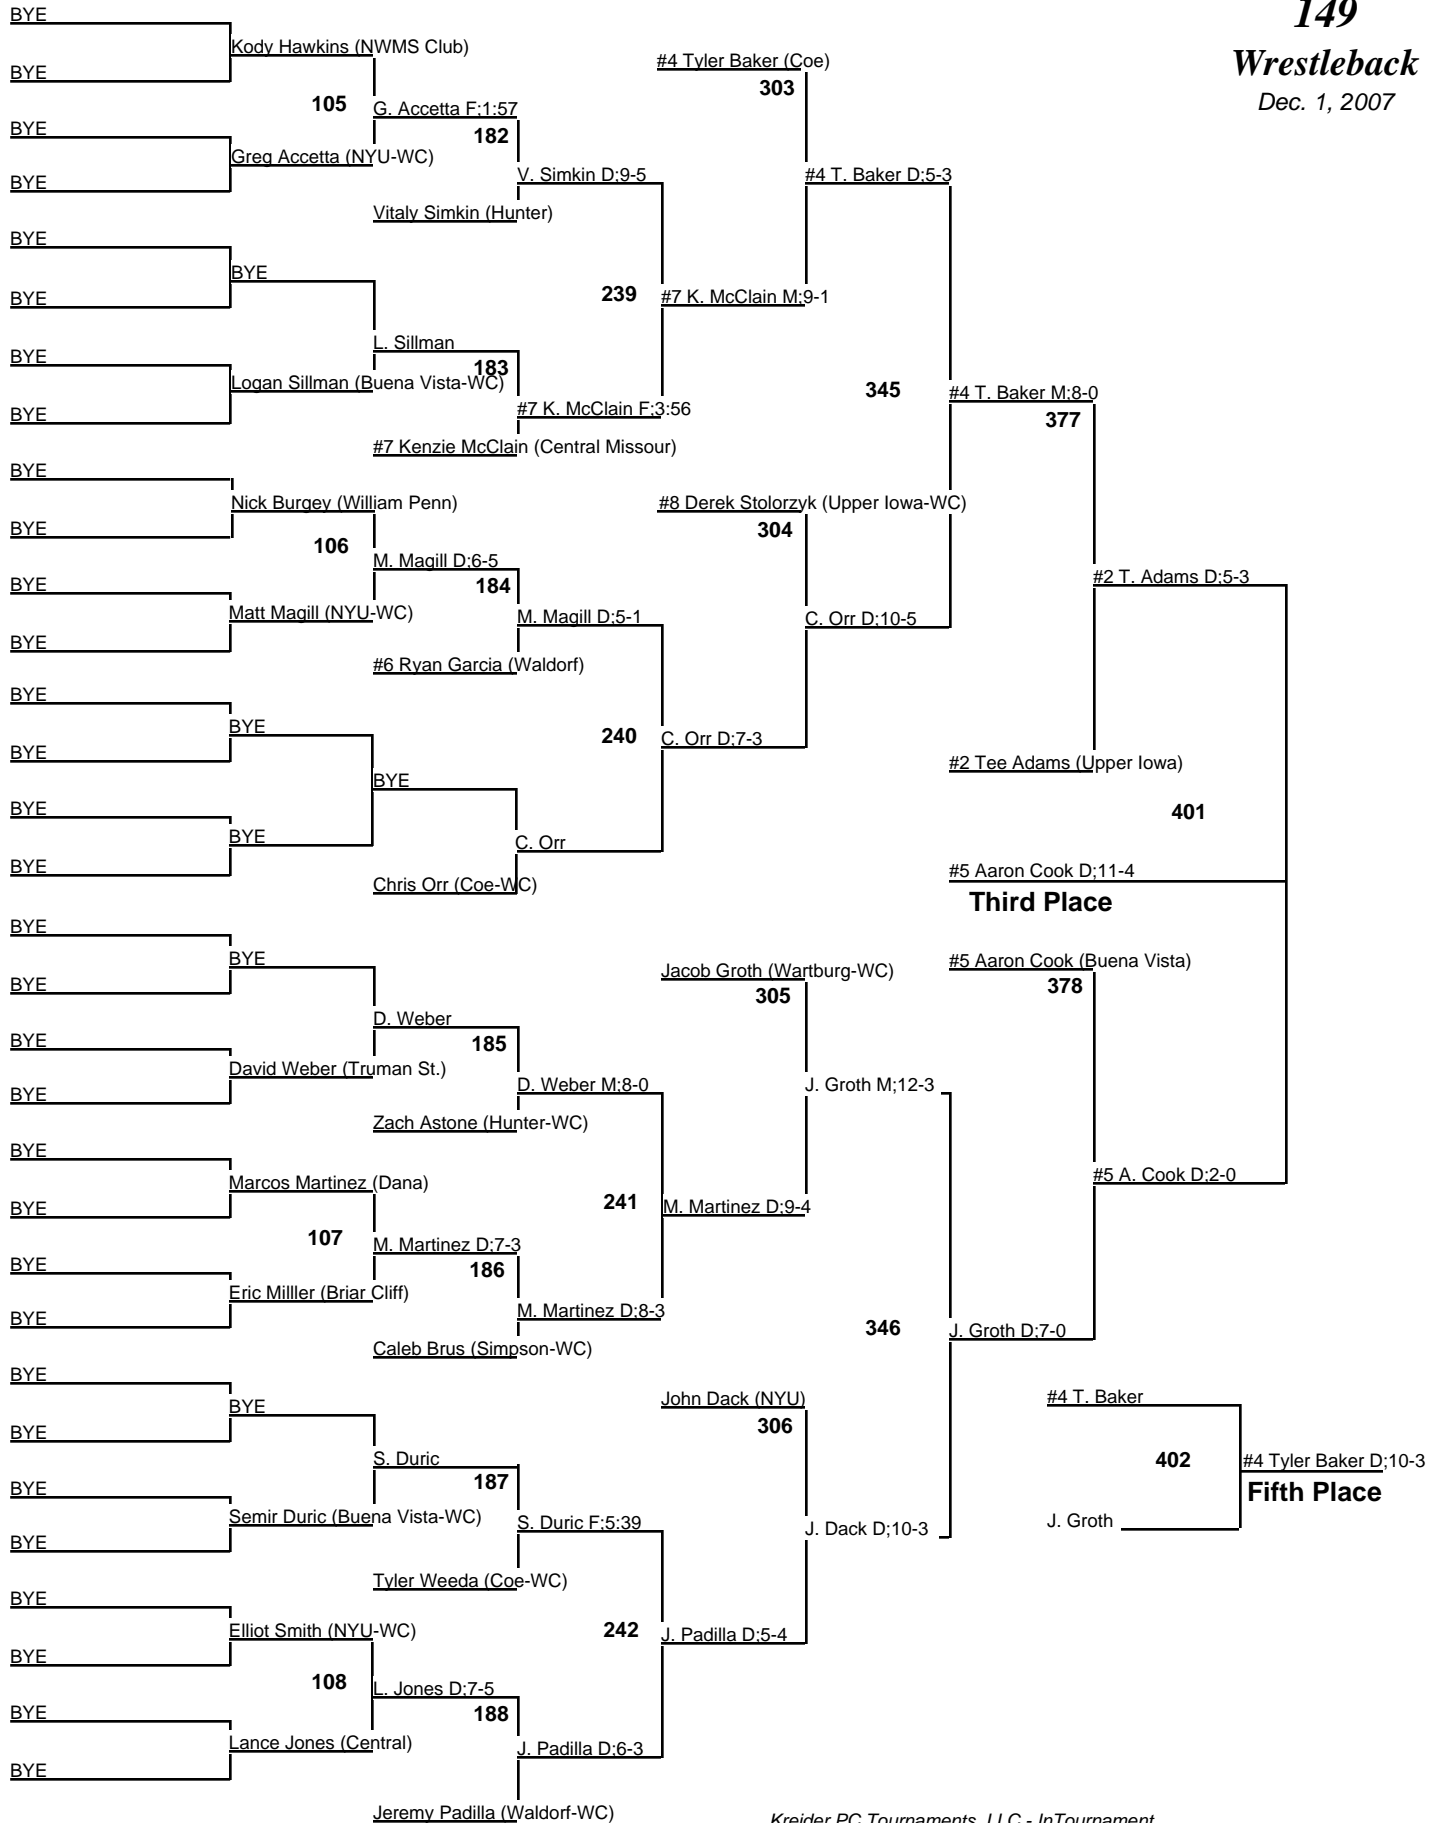 149
Wrestleback
Dec. 1, 2007
BYE
Kody Hawkins (NWMS Club)
#4 Tyler Baker (Coe)
BYE
303
105
G. Accetta F;1:57
BYE
182
Greg Accetta (NYU-WC)
V. Simkin D;9-5
#4 T. Baker D;5-3
BYE
Vitaly Simkin (Hunter)
BYE
BYE
239
#7 K. McClain M;9-1
BYE
L. Sillman
BYE
183
Logan Sillman (Buena Vista-WC)
345
#4 T. Baker M;8-0
BYE
#7 K. McClain F;3:56
377
#7 Kenzie McClain (Central Missour)
BYE
Nick Burgey (William Penn)
#8 Derek Stolorzyk (Upper Iowa-WC)
BYE
304
106
M. Magill D;6-5
BYE
184
#2 T. Adams D;5-3
Matt Magill (NYU-WC)
M. Magill D;5-1
C. Orr D;10-5
BYE
#6 Ryan Garcia (Waldorf)
BYE
BYE
240
C. Orr D;7-3
BYE
#2 Tee Adams (Upper Iowa)
BYE
BYE
401
BYE
C. Orr
BYE
#5 Aaron Cook D;11-4
Chris Orr (Coe-WC)
Third Place
BYE
BYE
Jacob Groth (Wartburg-WC)
#5 Aaron Cook (Buena Vista)
BYE
305
378
D. Weber
BYE
185
David Weber (Truman St.)
D. Weber M;8-0
J. Groth M;12-3
BYE
Zach Astone (Hunter-WC)
BYE
Marcos Martinez (Dana)
#5 A. Cook D;2-0
BYE
241
M. Martinez D;9-4
107
M. Martinez D;7-3
BYE
186
Eric Milller (Briar Cliff)
M. Martinez D;8-3
BYE
346
J. Groth D;7-0
Caleb Brus (Simpson-WC)
BYE
BYE
John Dack (NYU)
#4 T. Baker
BYE
306
S. Duric
402
#4 Tyler Baker D;10-3
BYE
187
Fifth Place
Semir Duric (Buena Vista-WC)
S. Duric F;5:39
J. Dack D;10-3
J. Groth
BYE
Tyler Weeda (Coe-WC)
BYE
Elliot Smith (NYU-WC)
242
J. Padilla D;5-4
BYE
108
L. Jones D;7-5
BYE
188
Lance Jones (Central)
J. Padilla D;6-3
BYE
Jeremy Padilla (Waldorf-WC)
Kreider PC Tournaments, LLC - InTournament